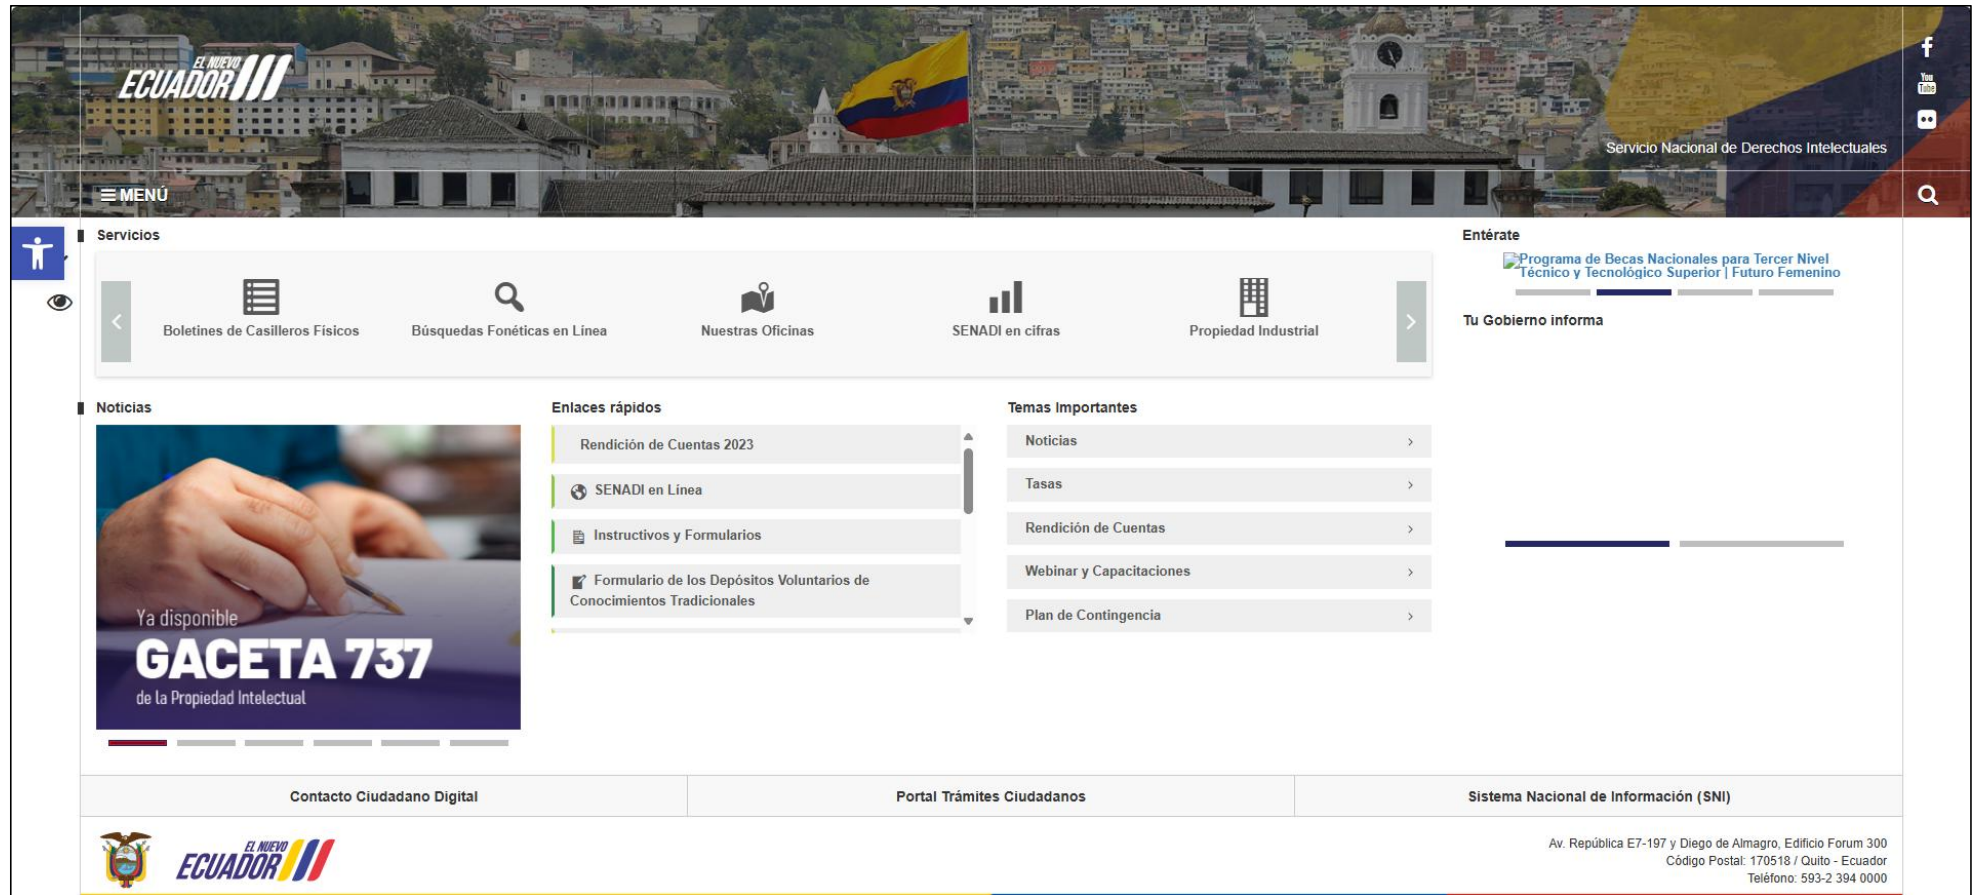 EL NUEVO
ECUADOR
f
You
Tube
Servicio Nacional de Derechos Intelectuales
MENÚ
Servicios
Boletines de Casilleros Físicos
Búsquedas Fonéticas en Línea
Nuestras Oficinas
SENADI en cifras
Propiedad Industrial
Entérate
Programa de Becas Nacionales para Tercer Nivel
Técnico y Tecnológico Superior | Futuro Femenino
Tu Gobierno informa
Noticias
Ya disponible
GACETA 737
de la Propiedad Intelectual
Enlaces rápidos
Rendición de Cuentas 2023
SENADI en Línea
Instructivos y Formularios
Formulario de los Depósitos Voluntarios de
Conocimientos Tradicionales
Temas Importantes
Noticias
Tasas
Rendición de Cuentas
Webinar y Capacitaciones
Plan de Contingencia
Contacto Ciudadano Digital
Portal Trámites Ciudadanos
Sistema Nacional de Información (SNI)
EL NUEVO
ECUADOR
Av. República E7-197 y Diego de Almagro, Edificio Forum 300
Código Postal: 170518 / Quito - Ecuador
Teléfono: 593-2 394 0000